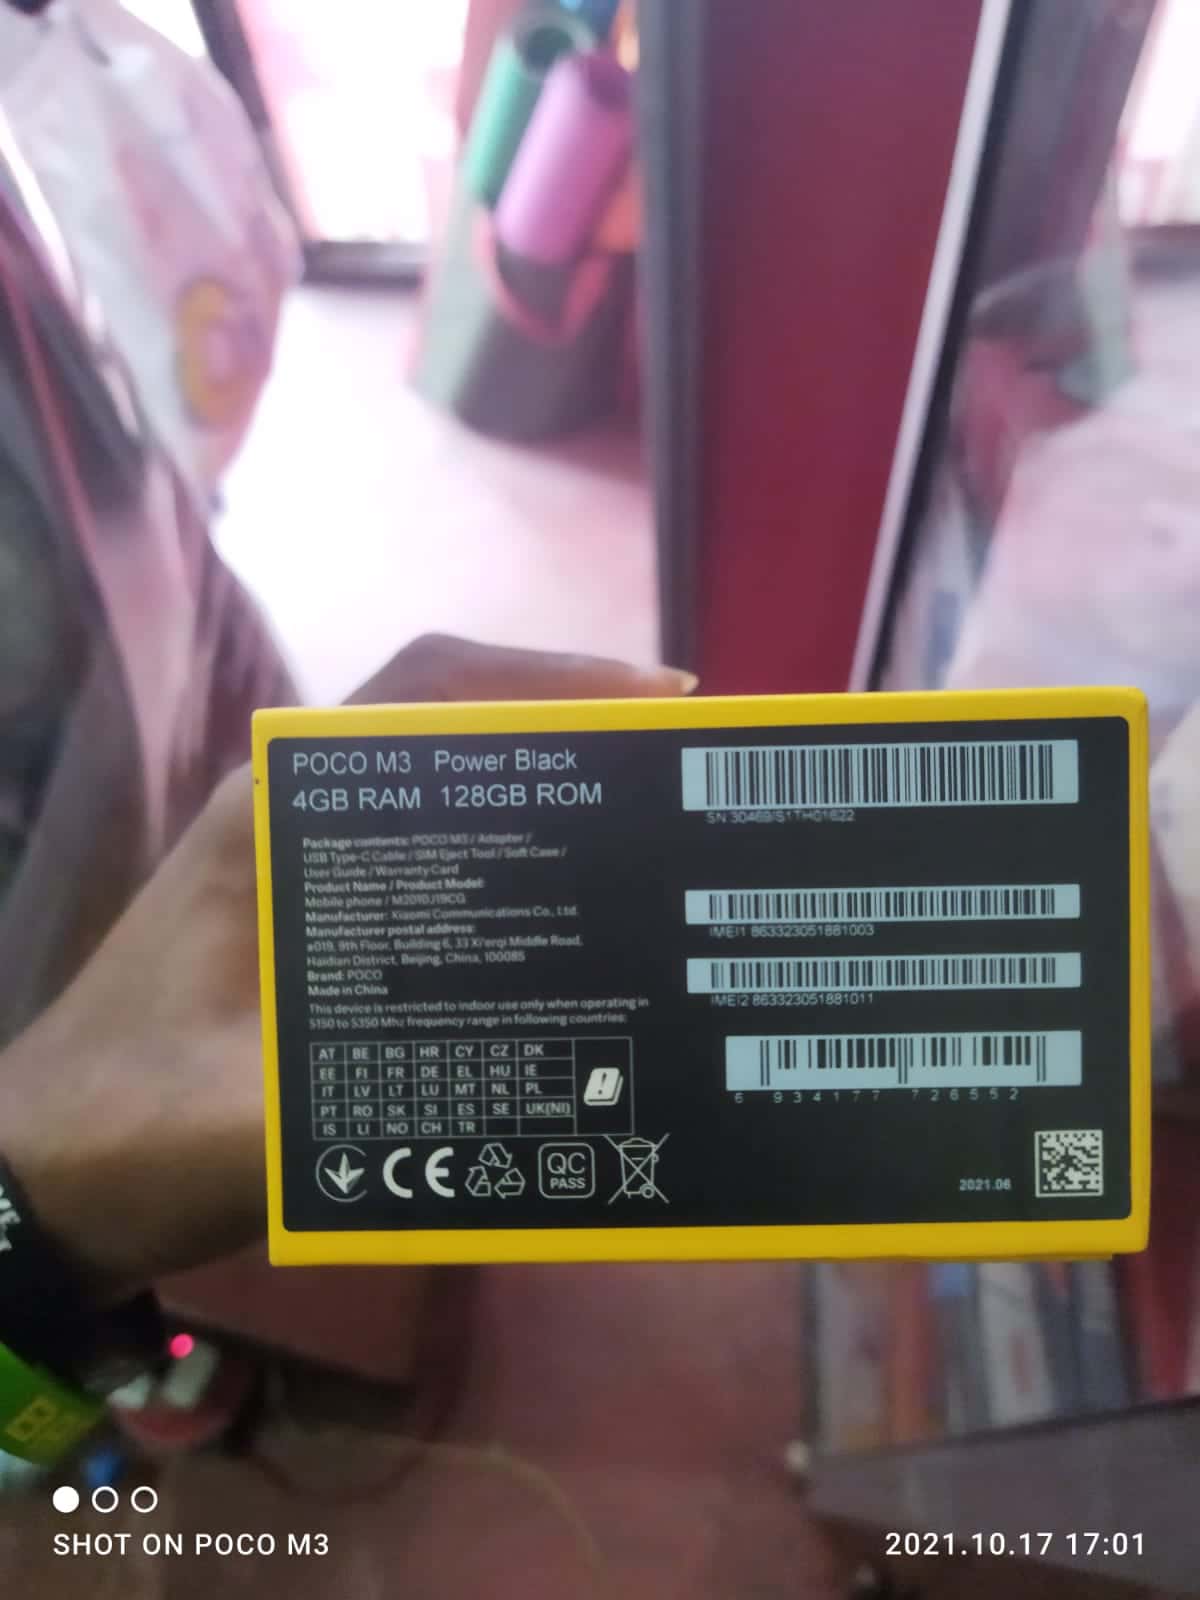 POCO M3 Power Black
4GB RAM 128GB ROM
Package contents: POCO M3 / Adapter /
USB Type-C Cable / SIM Eject Tool / Soft Case /
User Guide / Warranty Card
Product Name / Product Model:
Mobile phone / M2010J19CG
Manufacturer: Xiaomi Communications Co., Ltd.
Manufacturer postal address:
#019, 9th Floor, Building 6, 33 Xi'erqi Middle Road,
Haidian District, Beijing, China, 100085
Brand: POCO
Made in China
This device is restricted to indoor use only when operating in
5150 to 5350 Mhz frequency range in following countries:
AT BE BG HR CY CZ DK
EE FI FR DE EL HU IE
IT LV LT LU MT NL PL
PT RO SK SI ES SE UK(NI)
IS LI NO CH TR
CE
QC
PASS
SN 30469/S1TH01622
IMEI1 863323051881003
IMEI2 863323051881011
6 934177 726552
2021.06
SHOT ON POCO M3
2021.10.17 17:01